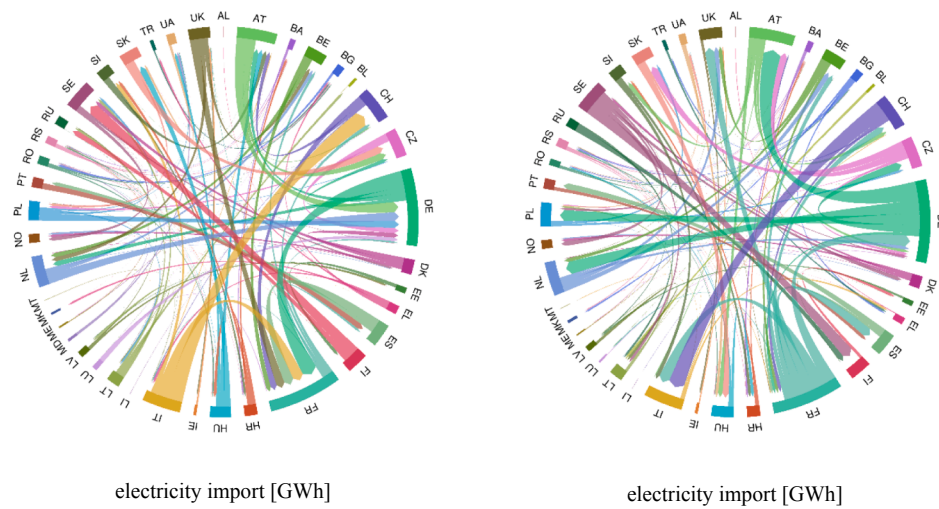 AL
AT
BA
BE
BG
BL
CH
CZ
DE
DK
EE
EL
ES
FI
FR
HR
HU
IE
IT
LI
LT
LU
LV
MD
ME
MK
MT
NL
NO
PL
PT
RO
RS
RU
SE
SI
SK
TR
UA
UK
electricity import [GWh]
AL
AT
BA
BE
BG
BL
CH
CZ
DK
EE
EL
ES
FI
FR
HR
HU
IE
IT
LI
LT
LV
ME
MK
MT
NL
NO
PL
PT
RO
RS
RU
SE
SI
SK
TR
UA
UK
electricity import [GWh]